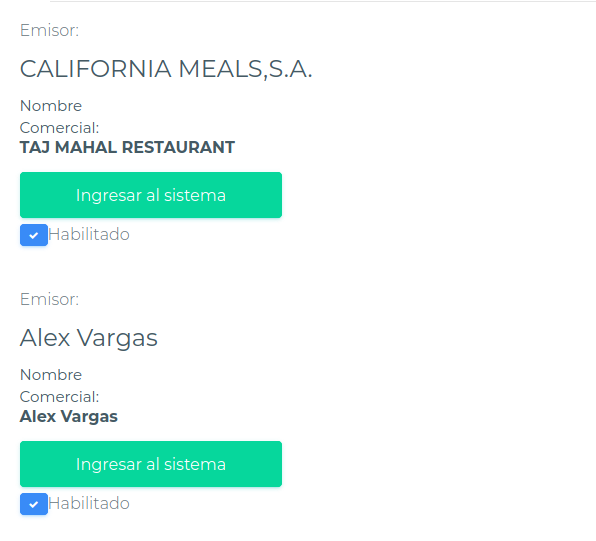 Emisor:
CALIFORNIA MEALS,S.A.
Nombre
Comercial:
TAJ MAHAL RESTAURANT
Ingresar al sistema
Habilitado
Emisor:
Alex Vargas
Nombre
Comercial:
Alex Vargas
Ingresar al sistema
Habilitado